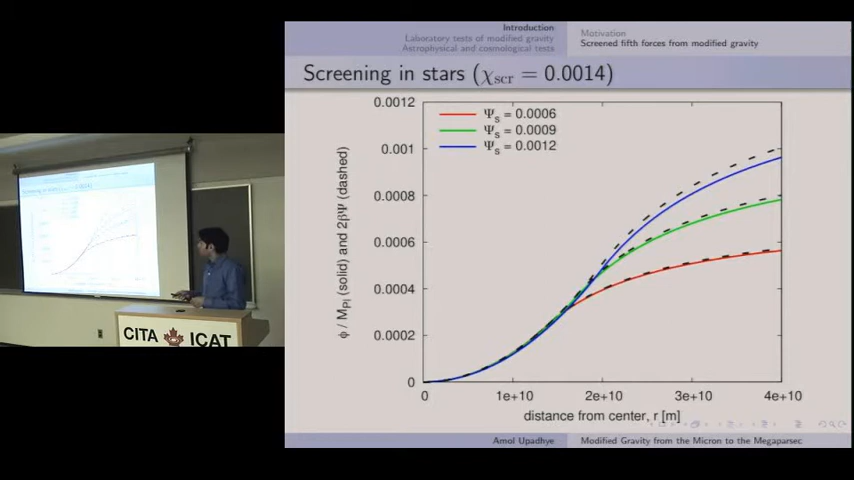 Introduction
Laboratory tests of modified gravity
Astrophysical and cosmological tests
Motivation
Screened fifth forces from modified gravity
Screening in stars (χscr = 0.0014)
0.0012
0.001
0.0008
0.0006
0.0004
0.0002
0
Ψs = 0.0006
Ψs = 0.0009
Ψs = 0.0012
ϕ / MPl (solid) and 2βΨ (dashed)
0
1e+10
2e+10
3e+10
4e+10
distance from center, r [m]
Amol Upadhye
Modified Gravity from the Micron to the Megaparsec
CITA ICAT